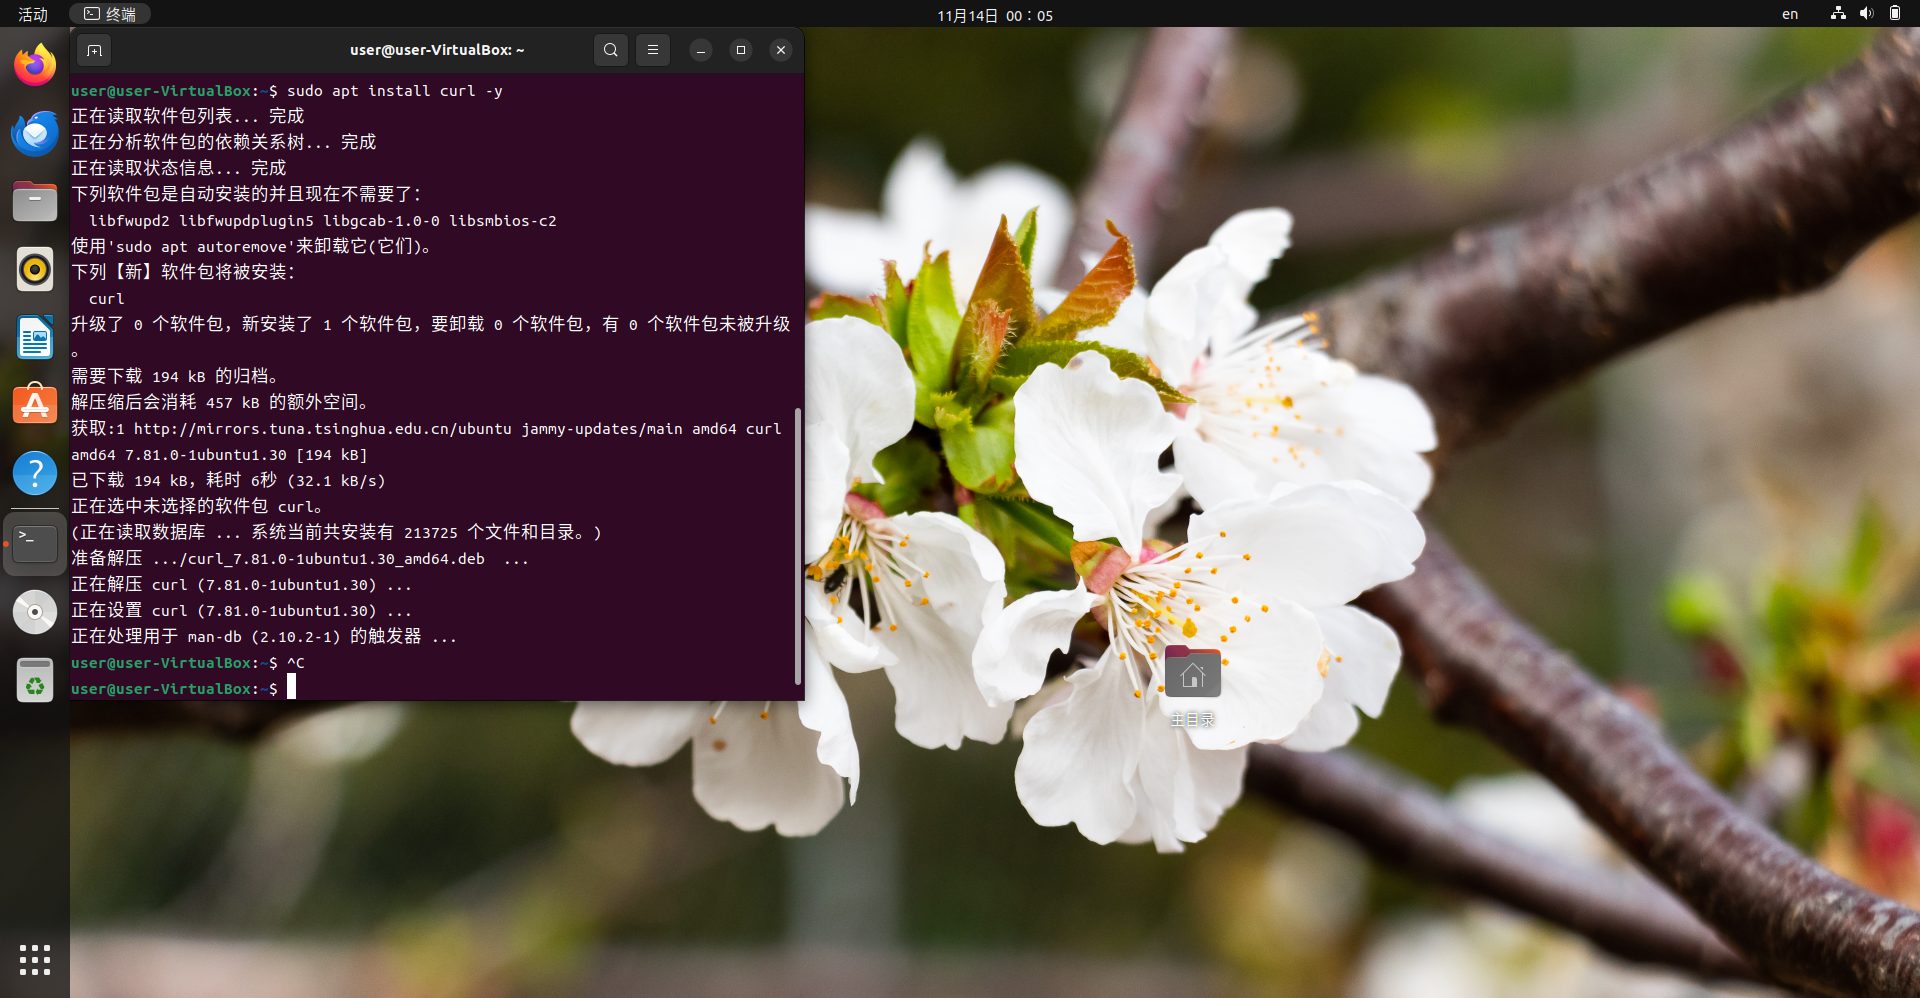 活动
终端
11月14日 00：05
en
user@user-VirtualBox: ~
user@user-VirtualBox:~$ sudo apt install curl -y
正在读取软件包列表... 完成
正在分析软件包的依赖关系树... 完成
正在读取状态信息... 完成
下列软件包是自动安装的并且现在不需要了：
libfwupd2 libfwupdplugin5 libgcab-1.0-0 libsmbios-c2
使用'sudo apt autoremove'来卸载它(它们)。
下列【新】软件包将被安装：
curl
升级了 0 个软件包，新安装了 1 个软件包，要卸载 0 个软件包，有 0 个软件包未被升级
。
需要下载 194 kB 的归档。
解压缩后会消耗 457 kB 的额外空间。
获取:1 http://mirrors.tuna.tsinghua.edu.cn/ubuntu jammy-updates/main amd64 curl
amd64 7.81.0-1ubuntu1.30 [194 kB]
已下载 194 kB，耗时 6秒 (32.1 kB/s)
正在选中未选择的软件包 curl。
(正在读取数据库 ... 系统当前共安装有 213725 个文件和目录。)
准备解压 .../curl_7.81.0-1ubuntu1.30_amd64.deb  ...
正在解压 curl (7.81.0-1ubuntu1.30) ...
正在设置 curl (7.81.0-1ubuntu1.30) ...
正在处理用于 man-db (2.10.2-1) 的触发器 ...
user@user-VirtualBox:~$ ^C
user@user-VirtualBox:~$
主目录